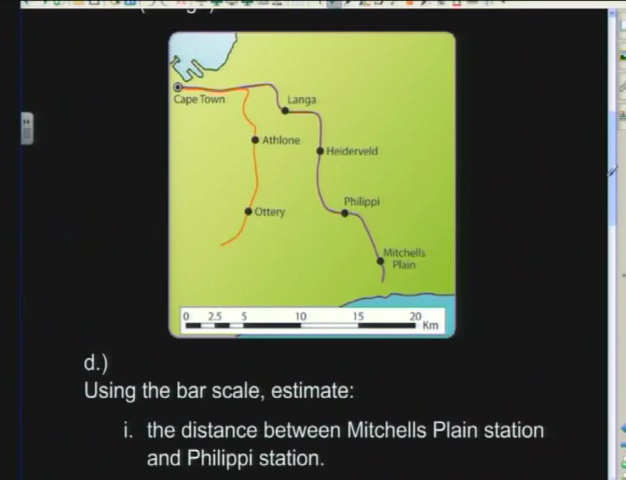 Cape Town
Langa
Athlone
Heiderveld
Philippi
Ottery
Mitchells
Plain
0 2.5 5 10 15 20
Km
d.)
Using the bar scale, estimate:
i. the distance between Mitchells Plain station
and Philippi station.